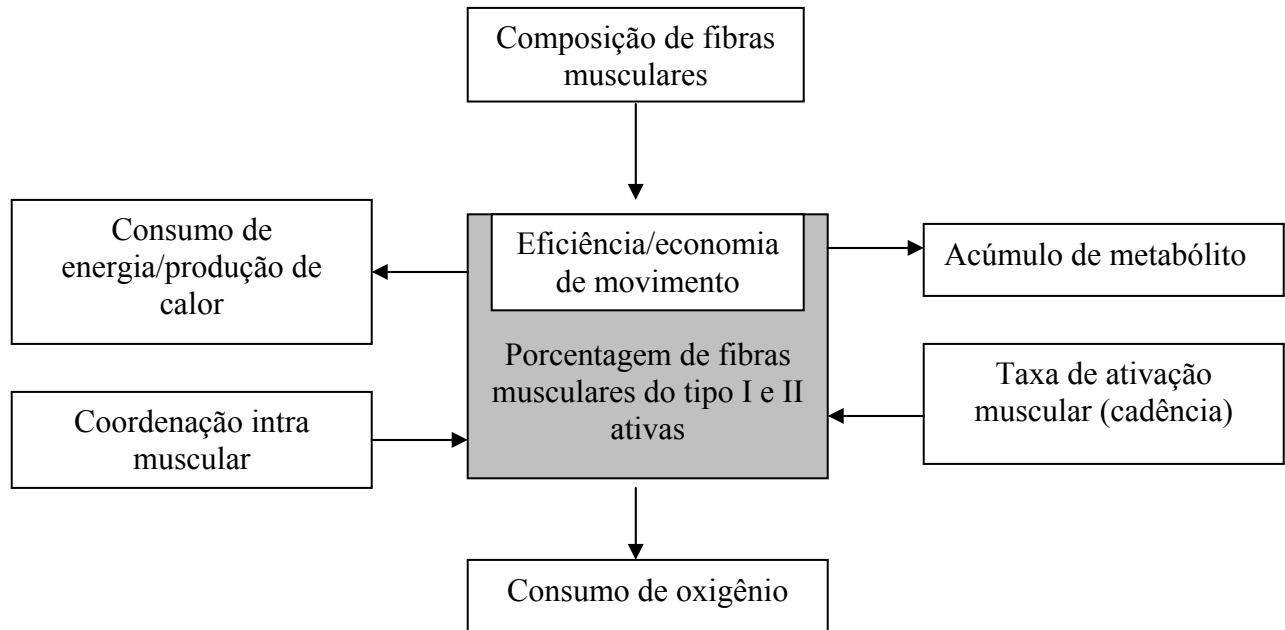 Composição de fibras
musculares
Consumo de
energia/produção de
calor
Eficiência/economia
de movimento
Acúmulo de metabólito
Porcentagem de fibras
musculares do tipo I e II
ativas
Taxa de ativação
muscular (cadência)
Coordenação intra
muscular
Consumo de oxigênio